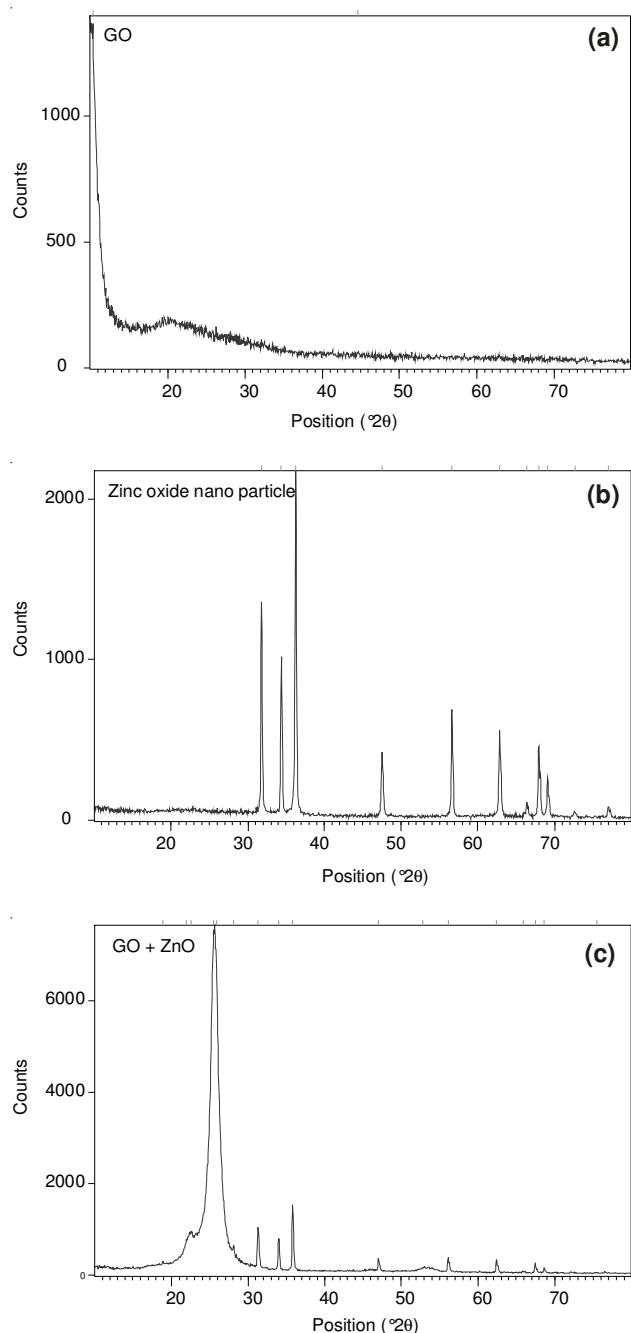 GO
(a)
1000
500
0
Counts
20 30 40 50 60 70
Position (°2θ)
Zinc oxide nano particle
(b)
2000
1000
0
Counts
20 30 40 50 60 70
Position (°2θ)
GO + ZnO
(c)
6000
4000
2000
0
Counts
20 30 40 50 60 70
Position (°2θ)